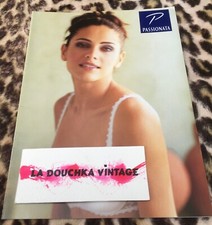 PASSIONATA
LA DOUCHKA VINTAGE